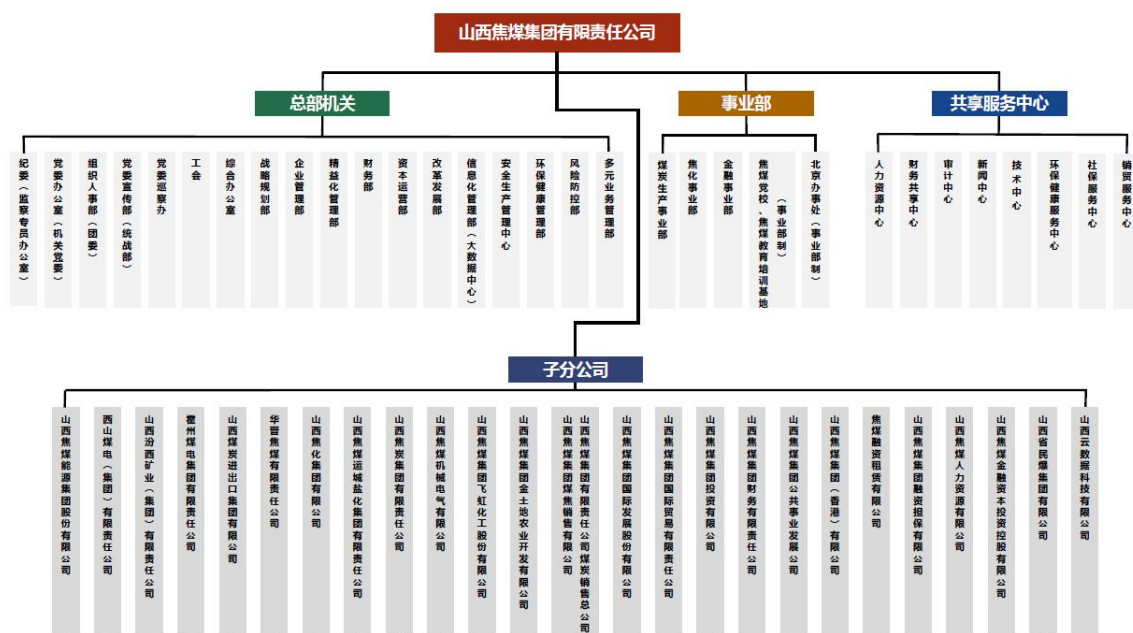 山西焦煤集团有限责任公司
总部机关
事业部
共享服务中心
纪委（监察专员办公室）
党委办公室（机关党委）
组织人事部（团委）
党委宣传部（统战部）
党委巡察办
工会
综合办公室
战略规划部
企业管理部
精益化管理部
财务部
资本运营部
改革发展部
信息化管理部（大数据中心）
安全生产管理中心
环保健康管理部
风险防控部
多元业务管理部
煤炭生产事业部
焦化事业部
金融事业部
焦煤党校、焦煤教育培训基地
（事业部制）
北京办事处（事业部制）
人力资源中心
财务共享中心
审计中心
新闻中心
技术中心
环保健康服务中心
社保服务中心
销贸服务中心
子分公司
山西焦煤能源集团股份有限公司
西山煤电（集团）有限责任公司
山西汾西矿业（集团）有限责任公司
霍州煤电集团有限责任公司
山西煤炭进出口集团有限公司
华晋焦煤有限责任公司
山西焦化集团有限公司
山西焦煤运城盐化集团有限责任公司
山西焦炭集团有限责任公司
山西焦煤机械电气有限公司
山西焦煤集团飞虹化工股份有限公司
山西焦煤集团金土地农业开发有限公司
山西焦煤集团煤焦销售有限公司
山西焦煤集团有限责任公司煤炭销售总公司
山西焦煤集团国际发展股份有限公司
山西焦煤集团国际贸易有限责任公司
山西焦煤集团投资有限公司
山西焦煤集团财务有限责任公司
山西焦煤集团公共事业发展公司
山西焦煤集团（香港）有限公司
焦煤融资租赁有限公司
山西焦煤集团融资担保有限公司
山西焦煤人力资源有限公司
山西焦煤金融资本投资控股有限公司
山西省民爆集团有限公司
山西云数据科技有限公司